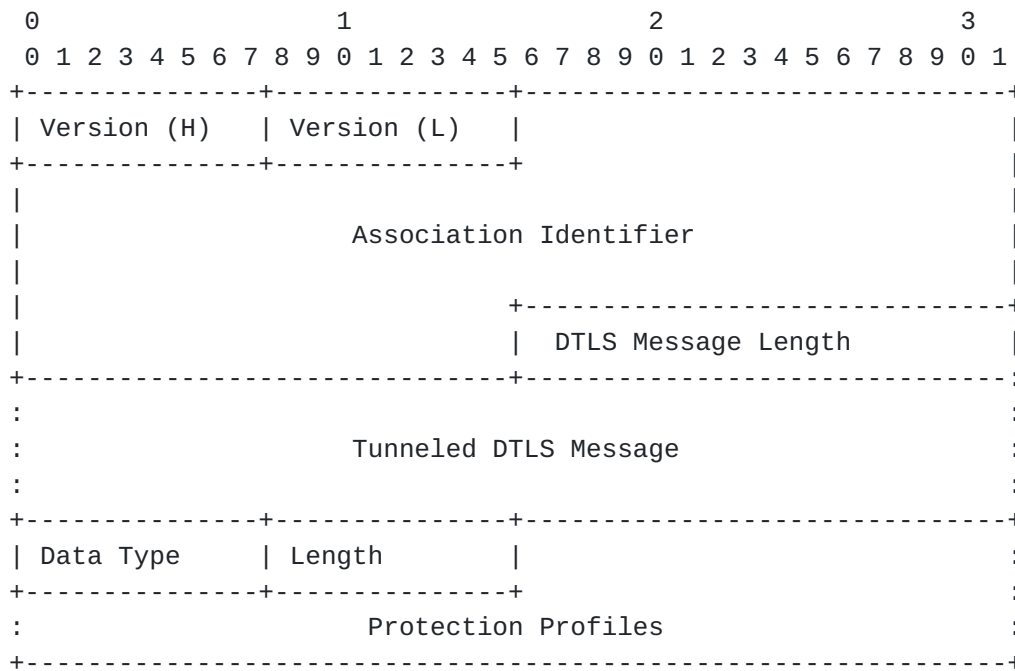 0                   1                   2                   3
0 1 2 3 4 5 6 7 8 9 0 1 2 3 4 5 6 7 8 9 0 1 2 3 4 5 6 7 8 9 0 1
+---------------+---------------+-------------------------------+
| Version (H)   | Version (L)   |                               |
+---------------+---------------+                               |
|                                                               |
|                     Association Identifier                    |
|                                                               |
|                               +-------------------------------+
|                               |  DTLS Message Length          |
+-------------------------------+-------------------------------:
:                                                               :
:                     Tunneled DTLS Message                     :
:                                                               :
+---------------+---------------+-------------------------------+
| Data Type     | Length        |                               :
+---------------+---------------+                               :
:                      Protection Profiles                      :
+---------------------------------------------------------------+